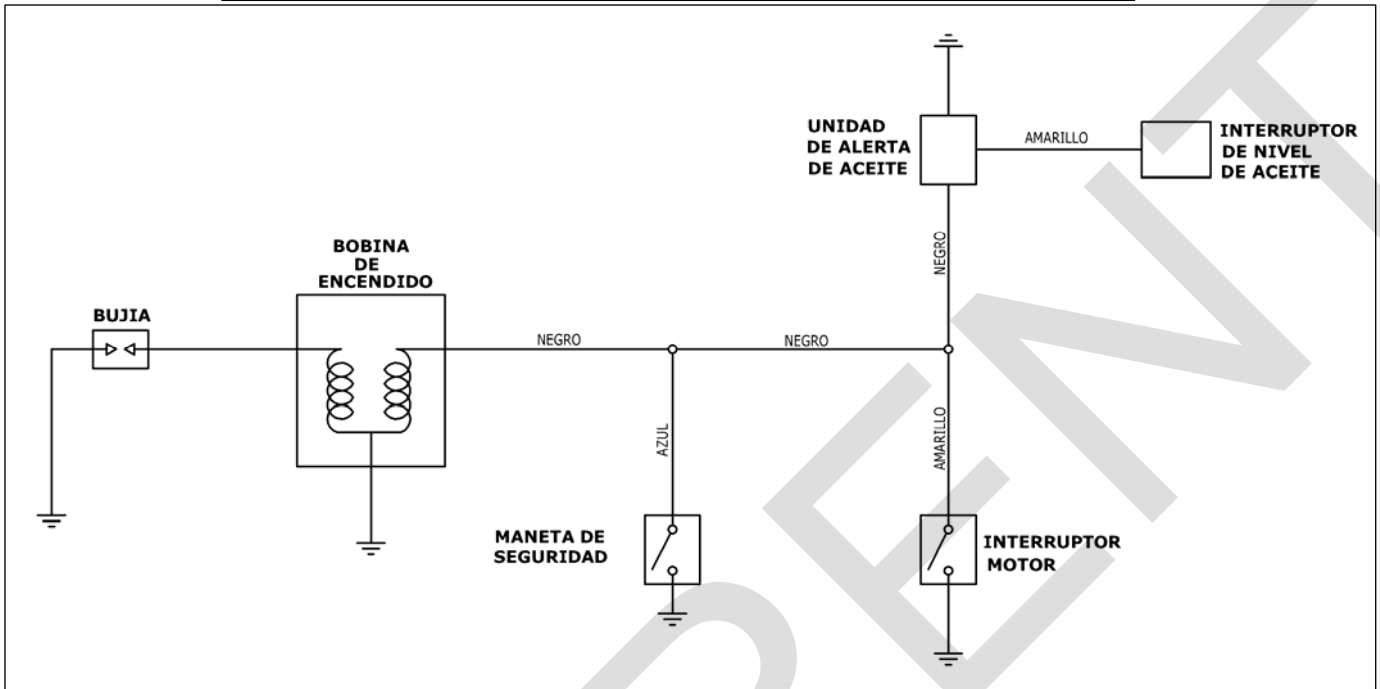 UNIDAD
DE ALERTA
DE ACEITE
AMARILLO
INTERRUPTOR
DE NIVEL
DE ACEITE
BOBINA
DE
ENCENDIDO
NEGRO
BUJIA
NEGRO
NEGRO
AZUL
AMARILLO
MANETA DE
SEGURIDAD
INTERRUPTOR
MOTOR